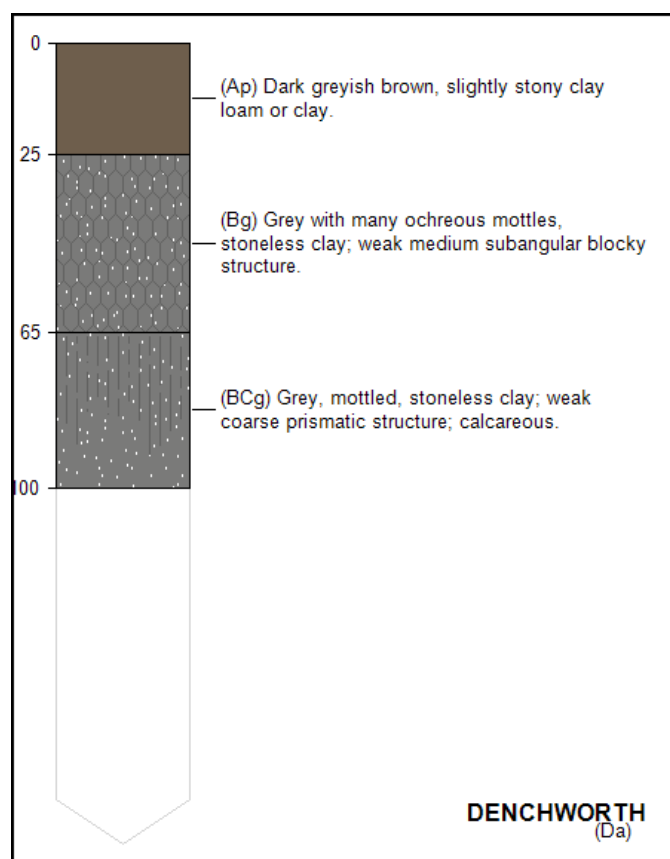 0
(Ap) Dark greyish brown, slightly stony clay
loam or clay.
25
(Bg) Grey with many ochreous mottles,
stoneless clay; weak medium subangular blocky
structure.
65
(BCg) Grey, mottled, stoneless clay; weak
coarse prismatic structure; calcareous.
100
DENCHWORTH
(Da)